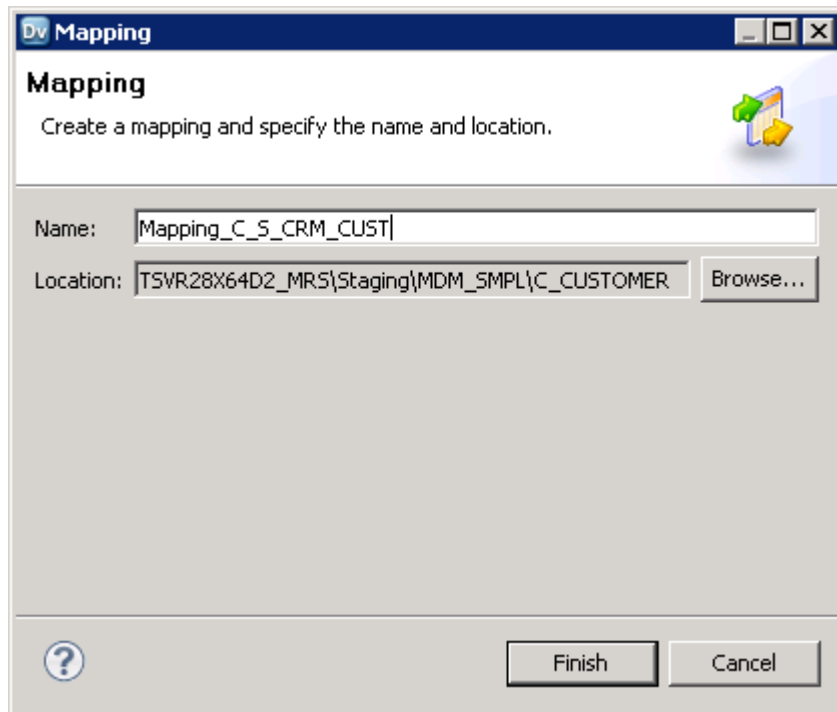 Dv Mapping
Mapping
Create a mapping and specify the name and location.
Name: Mapping_C_S_CRM_CUST
Location: TSVR28X64D2_MRS\Staging\MDM_SMPL\C_CUSTOMER Browse...
? Finish Cancel